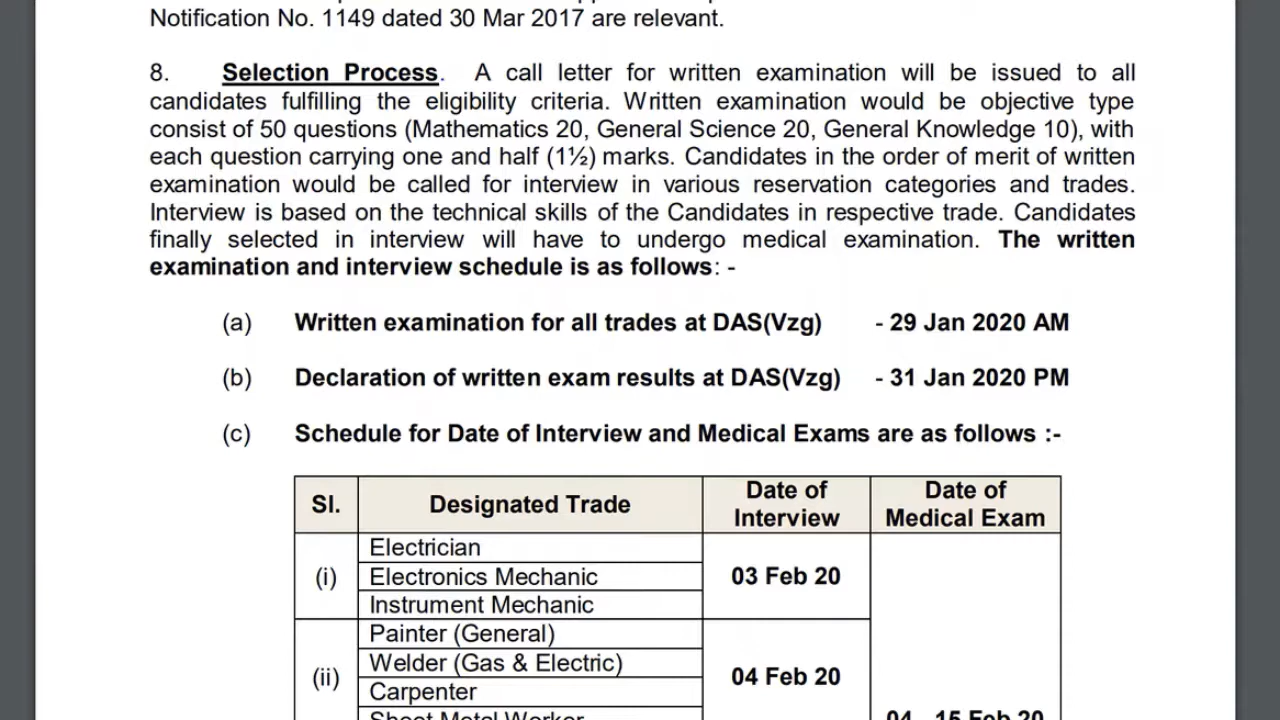 Notification No. 1149 dated 30 Mar 2017 are relevant.
8. Selection Process. A call letter for written examination will be issued to all
candidates fulfilling the eligibility criteria. Written examination would be objective type
consist of 50 questions (Mathematics 20, General Science 20, General Knowledge 10), with
each question carrying one and half (1½) marks. Candidates in the order of merit of written
examination would be called for interview in various reservation categories and trades.
Interview is based on the technical skills of the Candidates in respective trade. Candidates
finally selected in interview will have to undergo medical examination. The written
examination and interview schedule is as follows: -
(a) Written examination for all trades at DAS(Vzg) - 29 Jan 2020 AM
(b) Declaration of written exam results at DAS(Vzg) - 31 Jan 2020 PM
(c) Schedule for Date of Interview and Medical Exams are as follows :-
Sl. Designated Trade Date of Interview Date of Medical Exam
(i) Electrician 03 Feb 20
Electronics Mechanic
Instrument Mechanic
(ii) Painter (General) 04 Feb 20
Welder (Gas & Electric)
Carpenter
Sheet Metal Worker 04 - 15 Feb 20